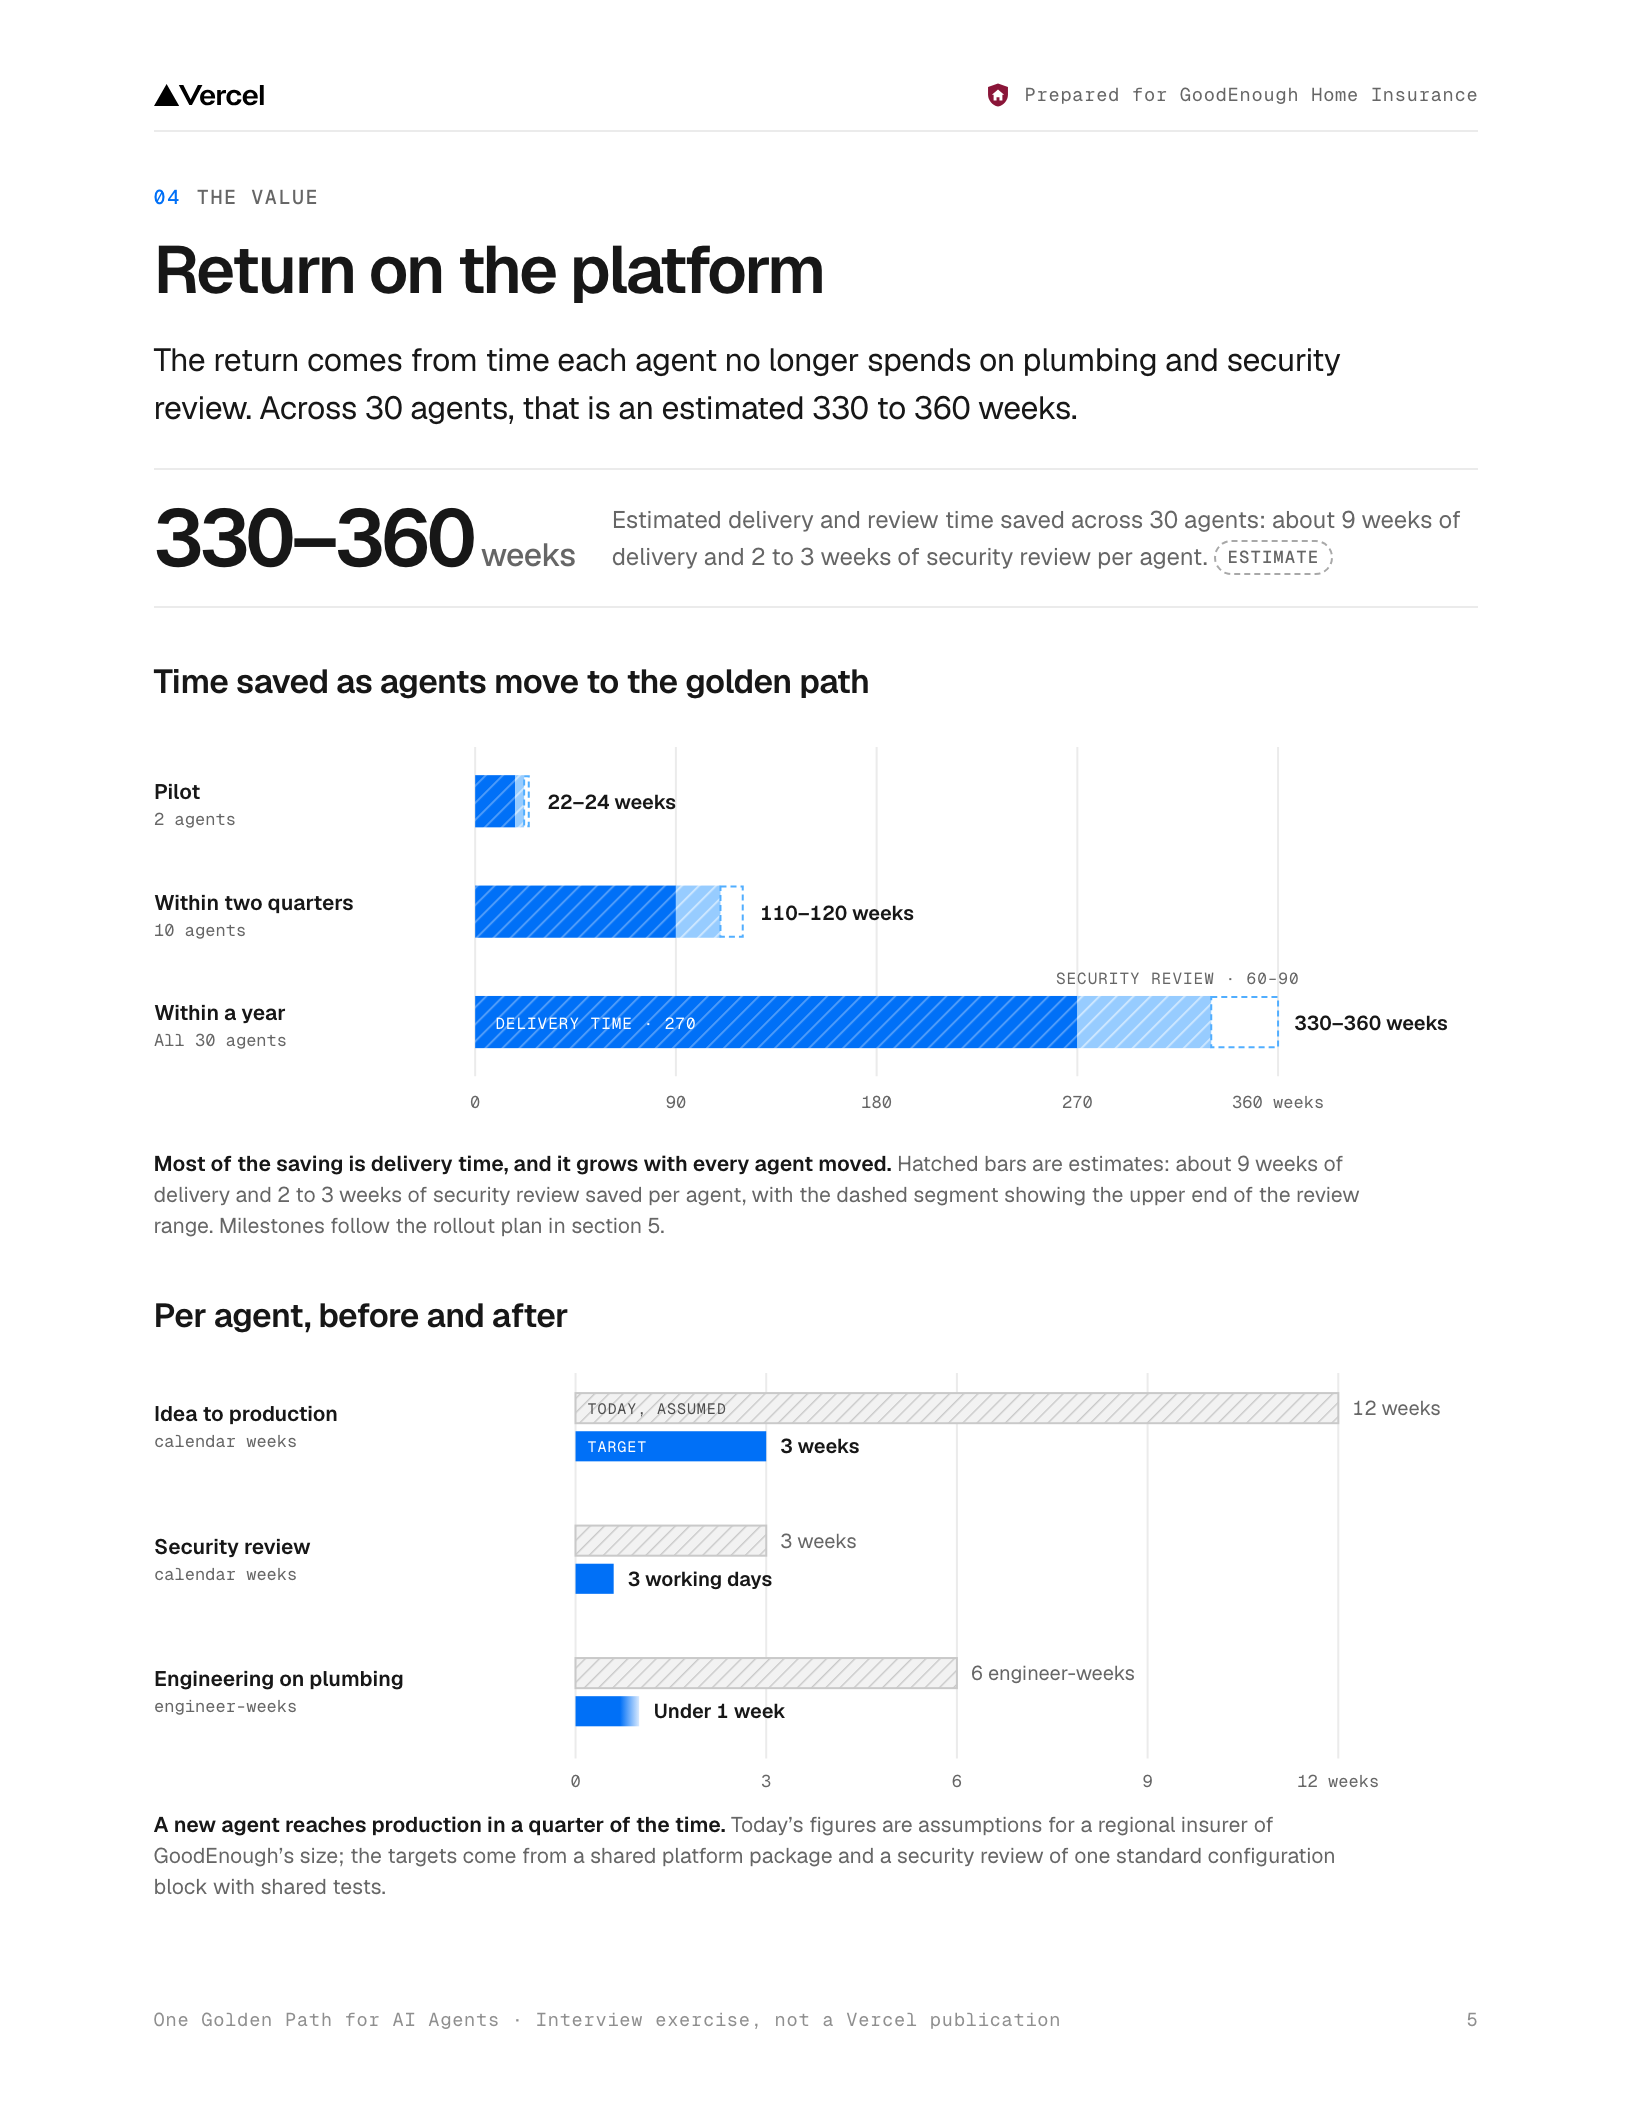 Vercel
Prepared for GoodEnough Home Insurance
04 THE VALUE
Return on the platform
The return comes from time each agent no longer spends on plumbing and security
review. Across 30 agents, that is an estimated 330 to 360 weeks.
330–360 weeks
Estimated delivery and review time saved across 30 agents: about 9 weeks of
delivery and 2 to 3 weeks of security review per agent. ESTIMATE
Time saved as agents move to the golden path
Pilot
2 agents
22–24 weeks
Within two quarters
10 agents
110–120 weeks
SECURITY REVIEW · 60–90
Within a year
All 30 agents
DELIVERY TIME · 270
330–360 weeks
0 90 180 270 360 weeks
Most of the saving is delivery time, and it grows with every agent moved. Hatched bars are estimates: about 9 weeks of
delivery and 2 to 3 weeks of security review saved per agent, with the dashed segment showing the upper end of the review
range. Milestones follow the rollout plan in section 5.
Per agent, before and after
Idea to production
calendar weeks
TODAY, ASSUMED
12 weeks
TARGET
3 weeks
Security review
calendar weeks
3 weeks
3 working days
Engineering on plumbing
engineer-weeks
6 engineer-weeks
Under 1 week
0 3 6 9 12 weeks
A new agent reaches production in a quarter of the time. Today’s figures are assumptions for a regional insurer of
GoodEnough’s size; the targets come from a shared platform package and a security review of one standard configuration
block with shared tests.
One Golden Path for AI Agents · Interview exercise, not a Vercel publication
5